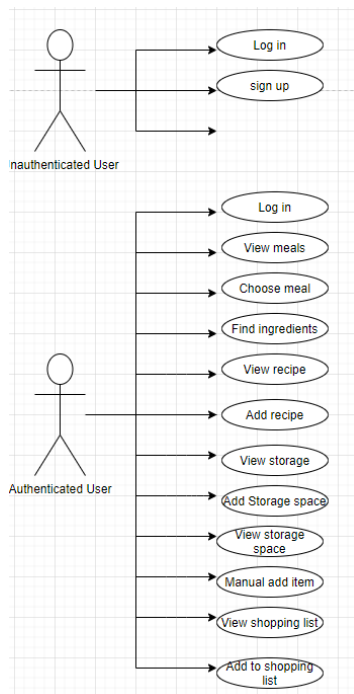 Log in
sign up
nauthenticated User
Log in
View meals
Choose meal
Find ingredients
View recipe
Add recipe
View storage
Authenticated User
Add Storage space
View storage
space
Manual add item
View shopping list
Add to shopping
list